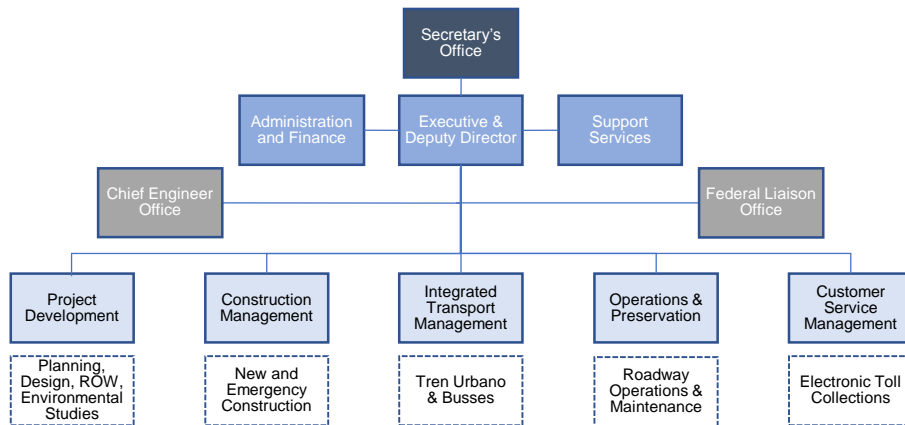 Secretary's
Office
Administration
and Finance
Executive &
Deputy Director
Support
Services
Chief Engineer
Office
Federal Liaison
Office
Project
Development
Construction
Management
Integrated
Transport
Management
Operations &
Preservation
Customer
Service
Management
Planning,
Design, ROW,
Environmental
Studies
New and
Emergency
Construction
Tren Urbano
& Busses
Roadway
Operations &
Maintenance
Electronic Toll
Collections